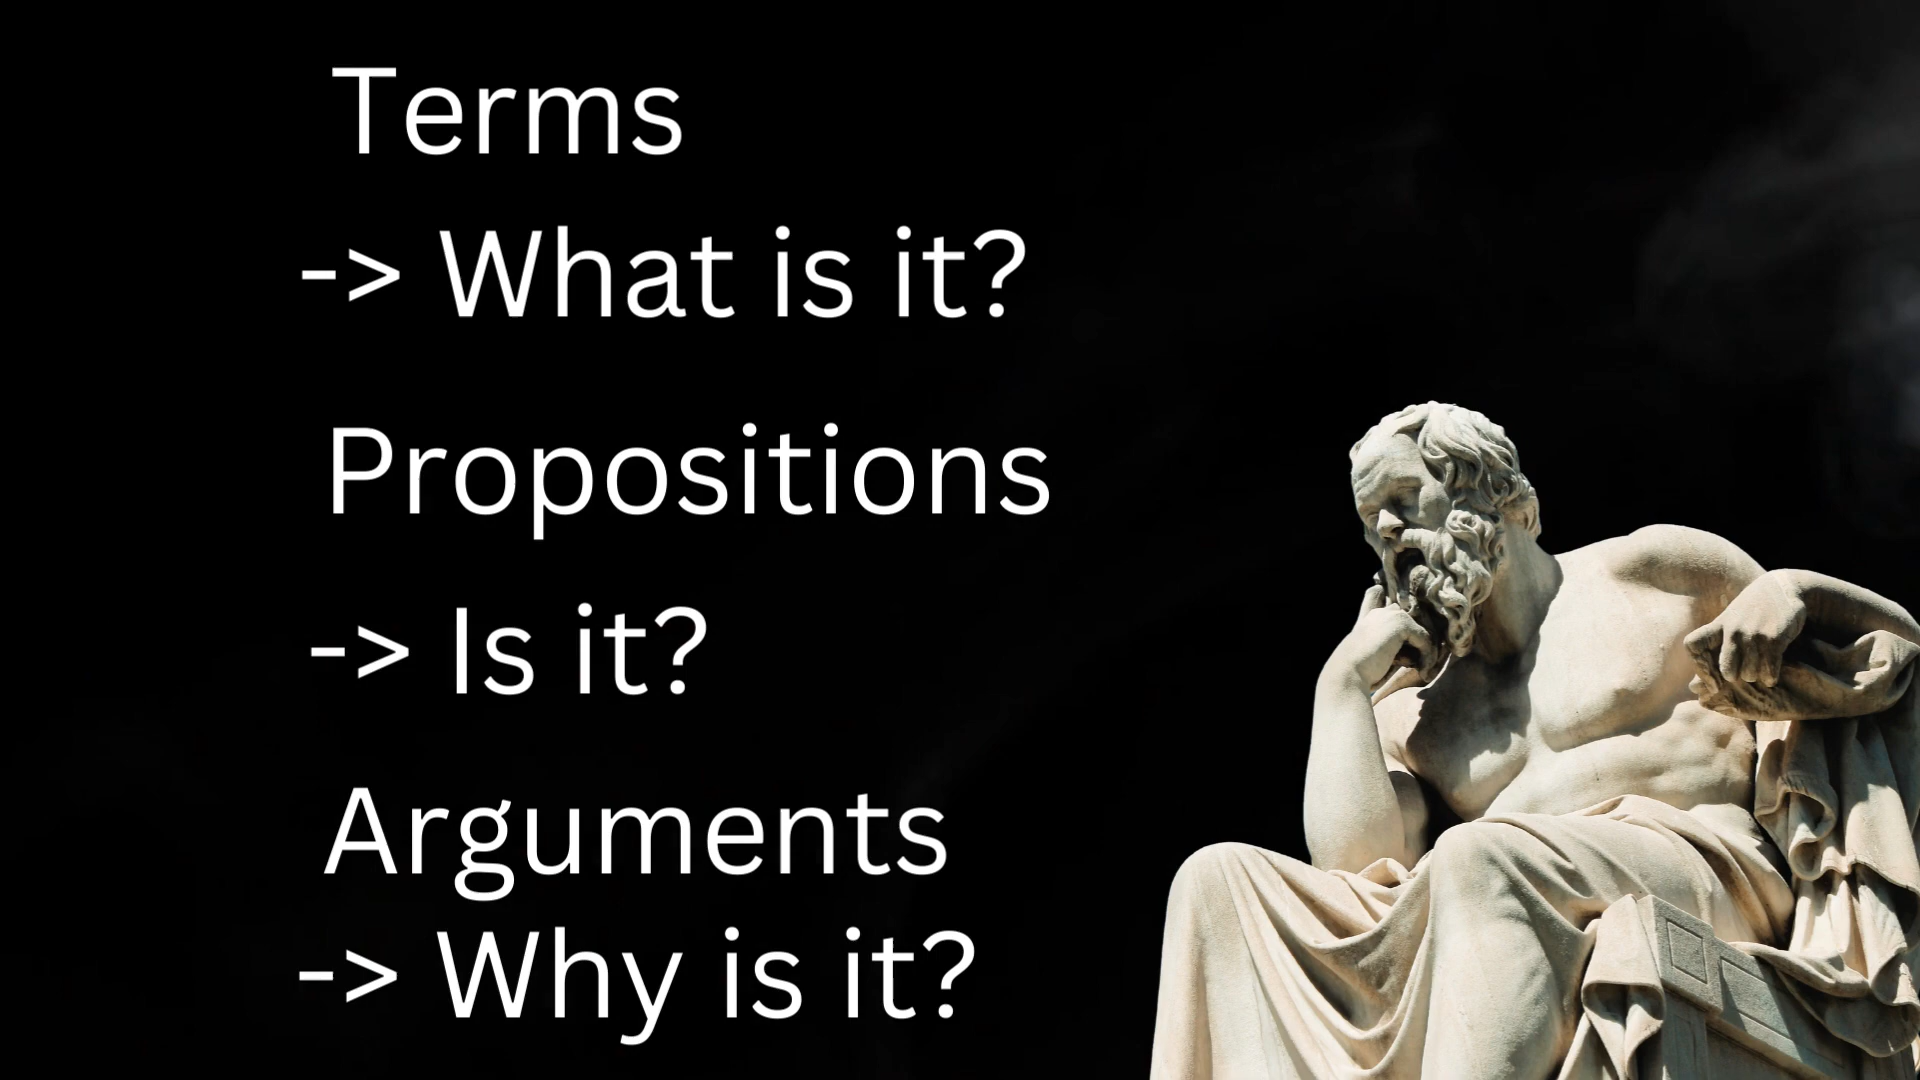 Terms
-> What is it?
Propositions
-> Is it?
Arguments
-> Why is it?